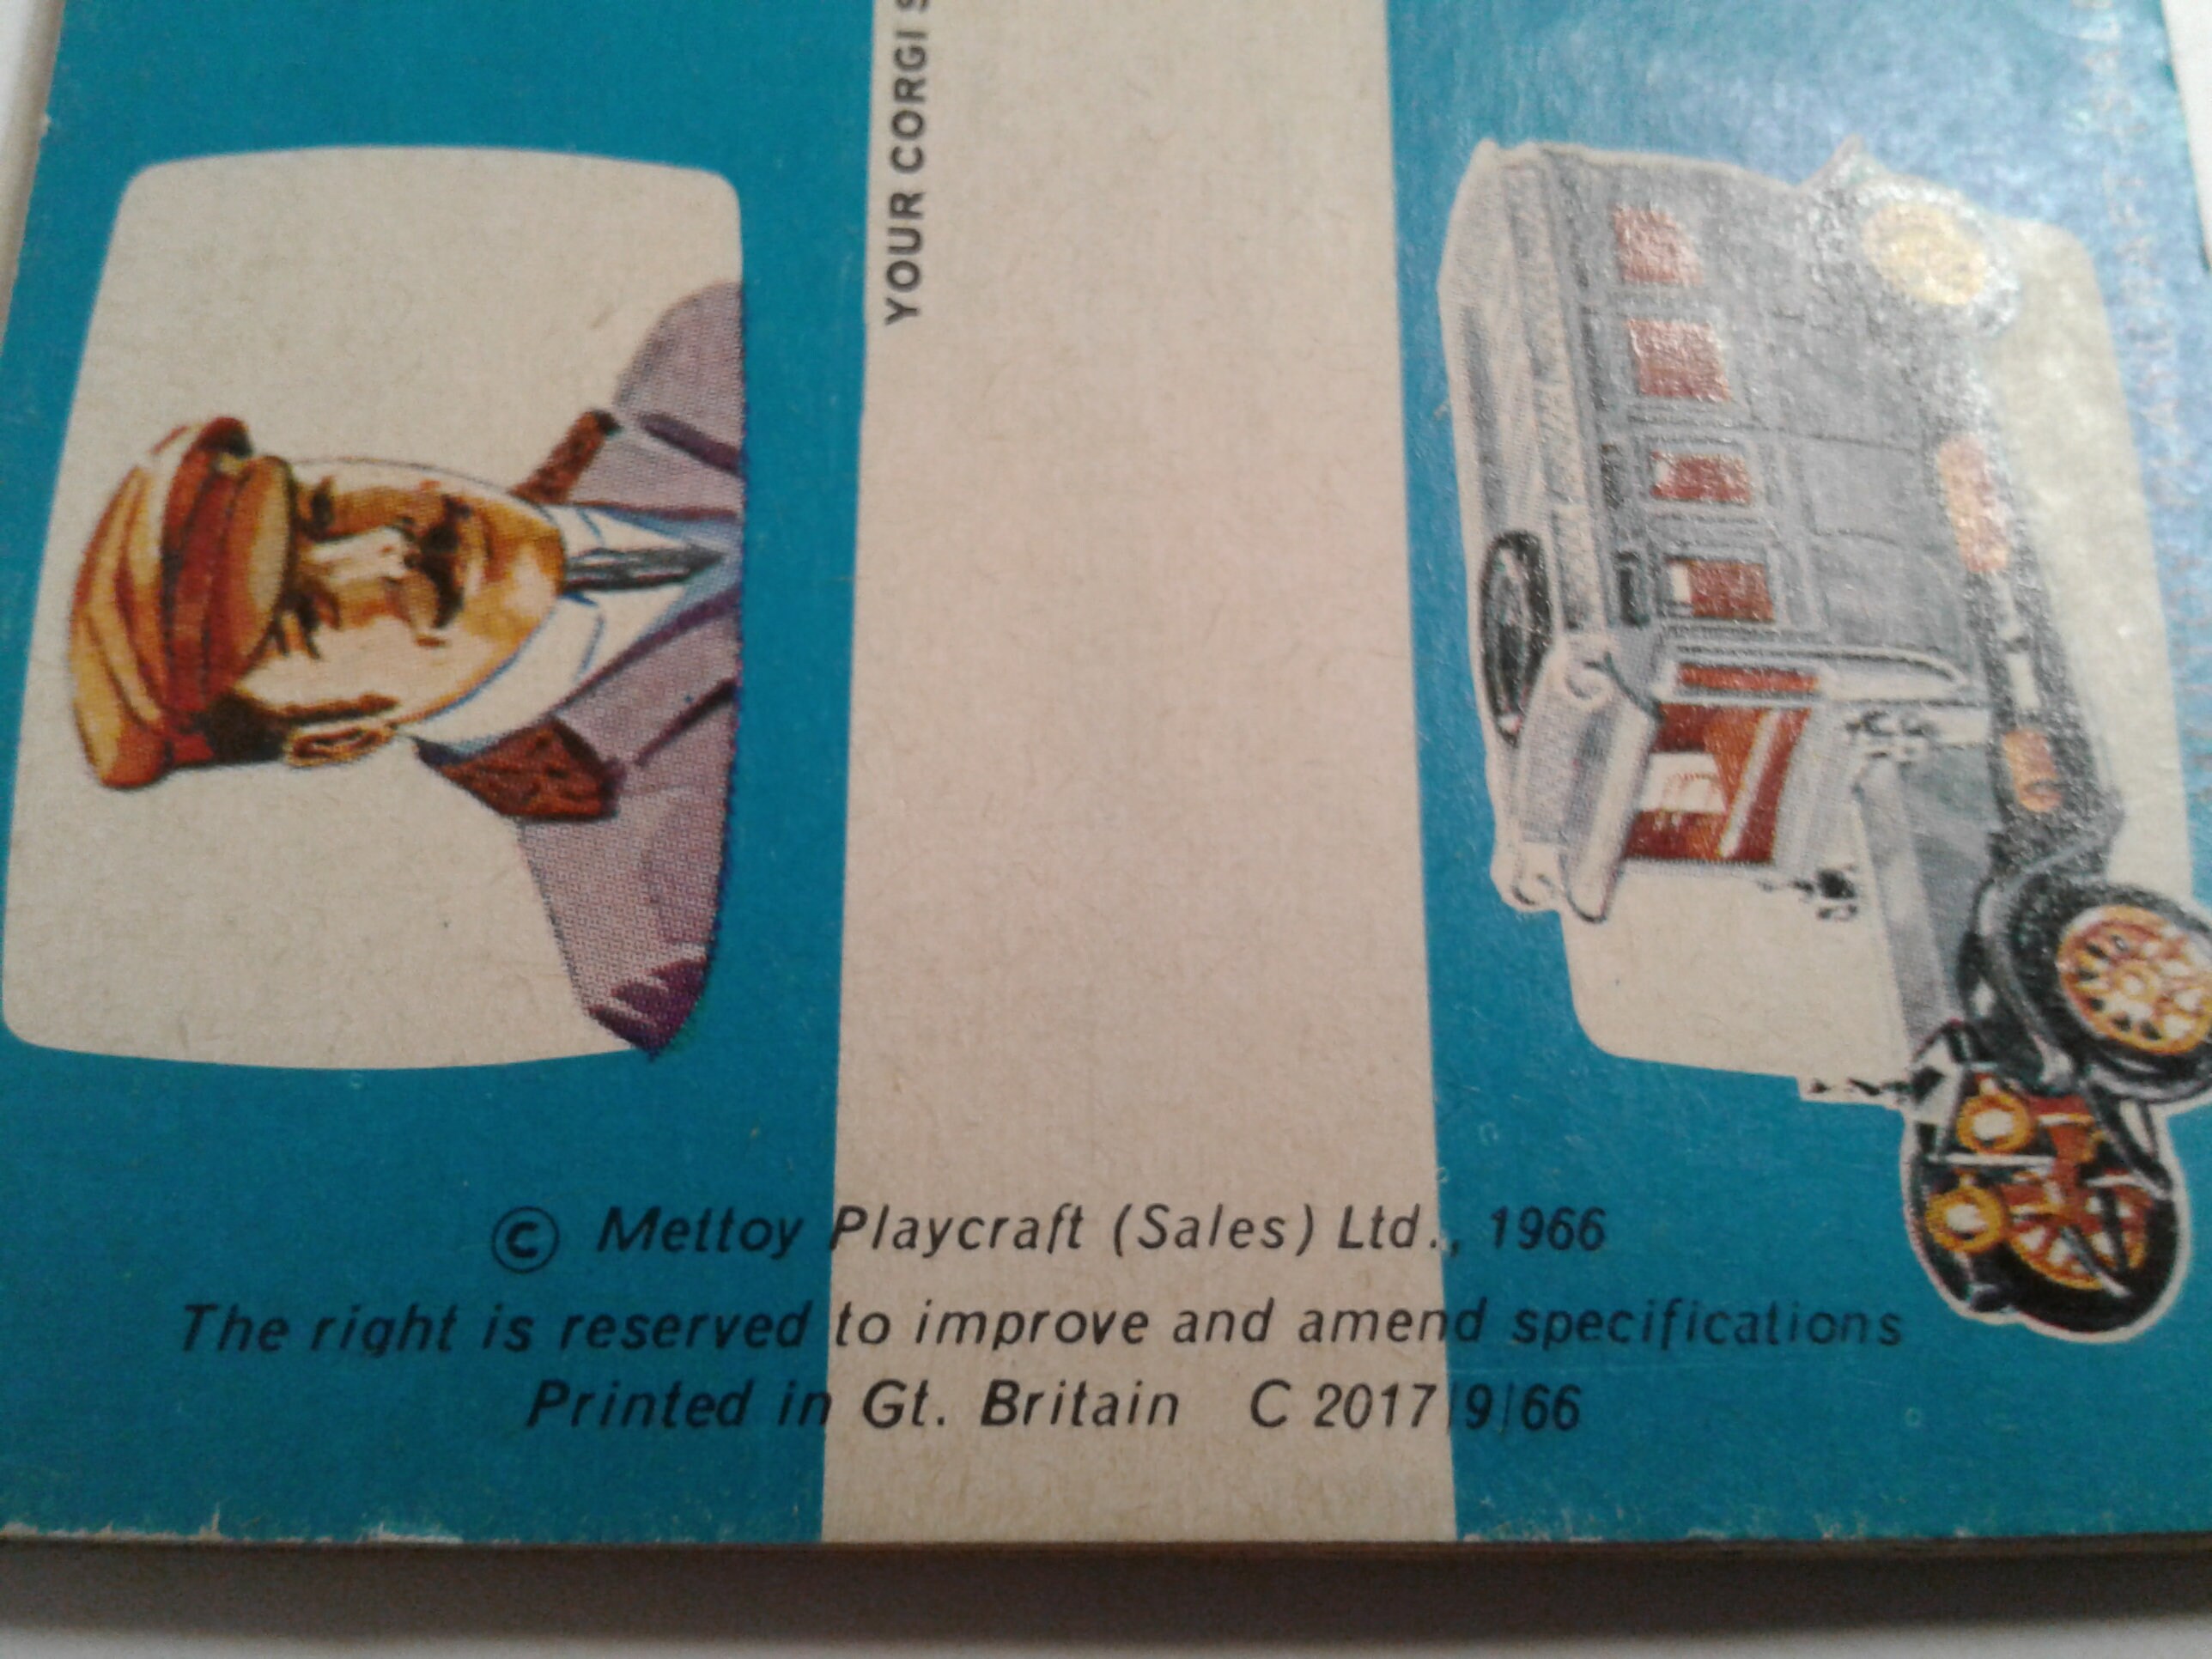 YOUR CORGI
© Mettoy Playcraft (Sales) Ltd., 1966
The right is reserved to improve and amend specifications
Printed in Gt. Britain C 2017/9/66